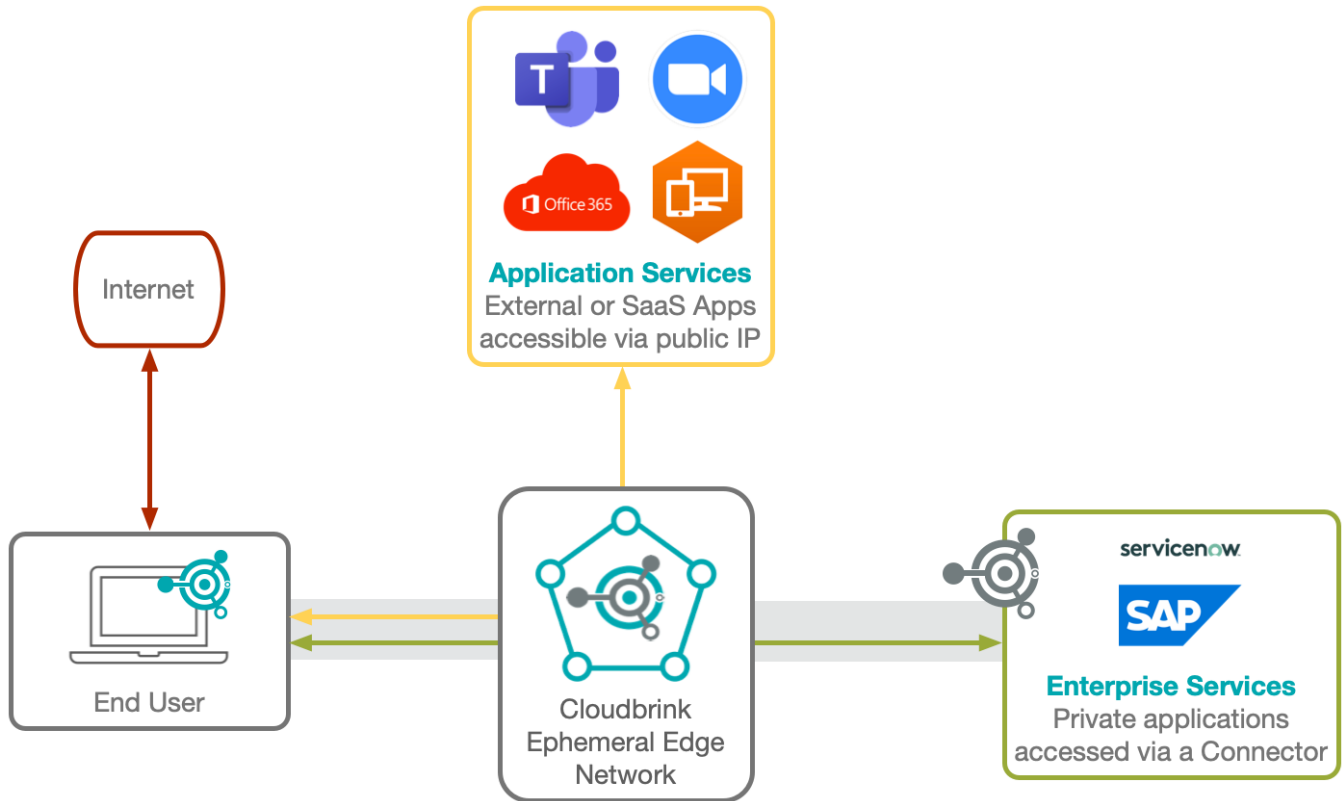 T
Office 365
Application Services
External or SaaS Apps
accessible via public IP
Internet
End User
Cloudbrink
Ephemeral Edge
Network
servicenow
SAP
Enterprise Services
Private applications
accessed via a Connector